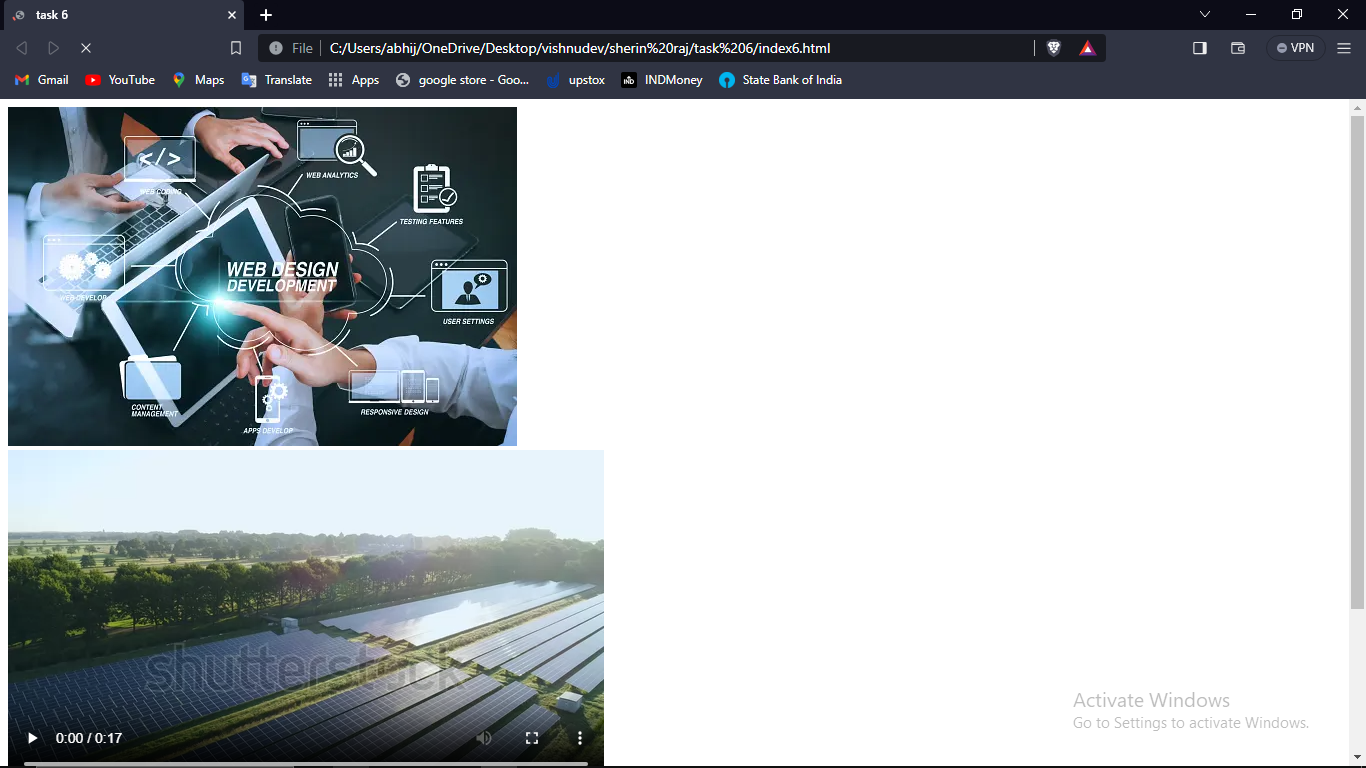 task 6
File
C:/Users/abhij/OneDrive/Desktop/vishnudev/sherin%20raj/task%206/index6.html
VPN
Gmail YouTube Maps Translate Apps google store - Goo... upstox INDMoney State Bank of India
</>
WEB CODING
WEB ANALYTICS
TESTING FEATURES
WEB DESIGN
DEVELOPMENT
WEB DEVELOP
USER SETTINGS
CONTENT
MANAGEMENT
APPS DEVELOP
RESPONSIVE DESIGN
shutterstock
0:00 / 0:17
Activate Windows
Go to Settings to activate Windows.